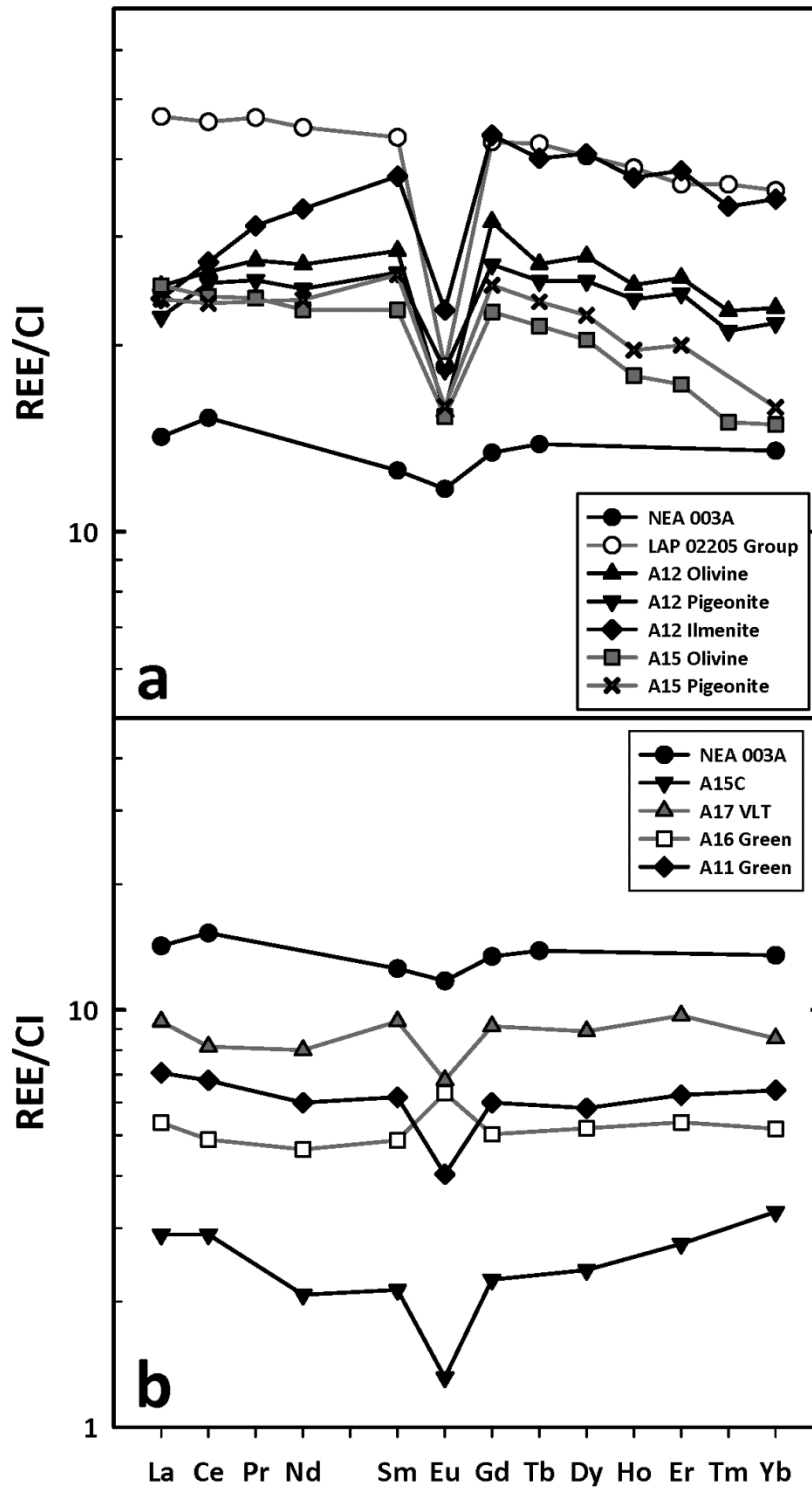 REE/CI
10
NEA 003A
LAP 02205 Group
A12 Olivine
A12 Pigeonite
A12 Ilmenite
A15 Olivine
A15 Pigeonite
a
NEA 003A
A15C
A17 VLT
A16 Green
A11 Green
10
REE/CI
b
1
La Ce Pr Nd Sm Eu Gd Tb Dy Ho Er Tm Yb